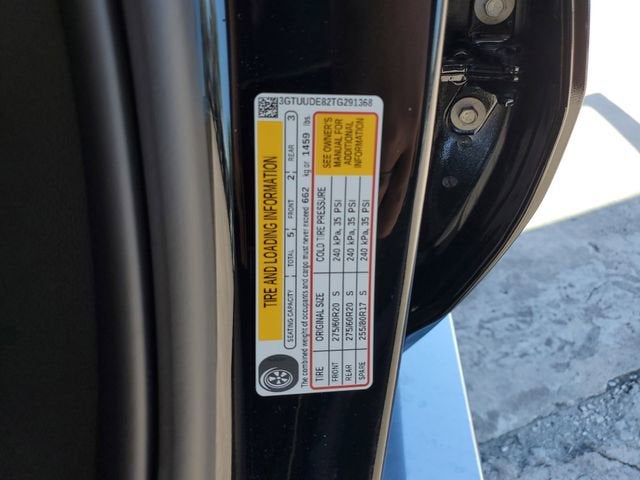 3GTUUDE82TG291368
TIRE AND LOADING INFORMATION
SEATING CAPACITY TOTAL 5 FRONT 2 REAR 3
The combined weight of occupants and cargo must never exceed 662 kg or 1459 lbs.
TIRE ORIGINAL SIZE COLD TIRE PRESSURE
FRONT 275/60R20 S 240 kPa, 35 PSI
REAR 275/60R20 S 240 kPa, 35 PSI
SPARE 255/80R17 S 240 kPa, 35 PSI
SEE OWNER'S
MANUAL FOR
ADDITIONAL
INFORMATION